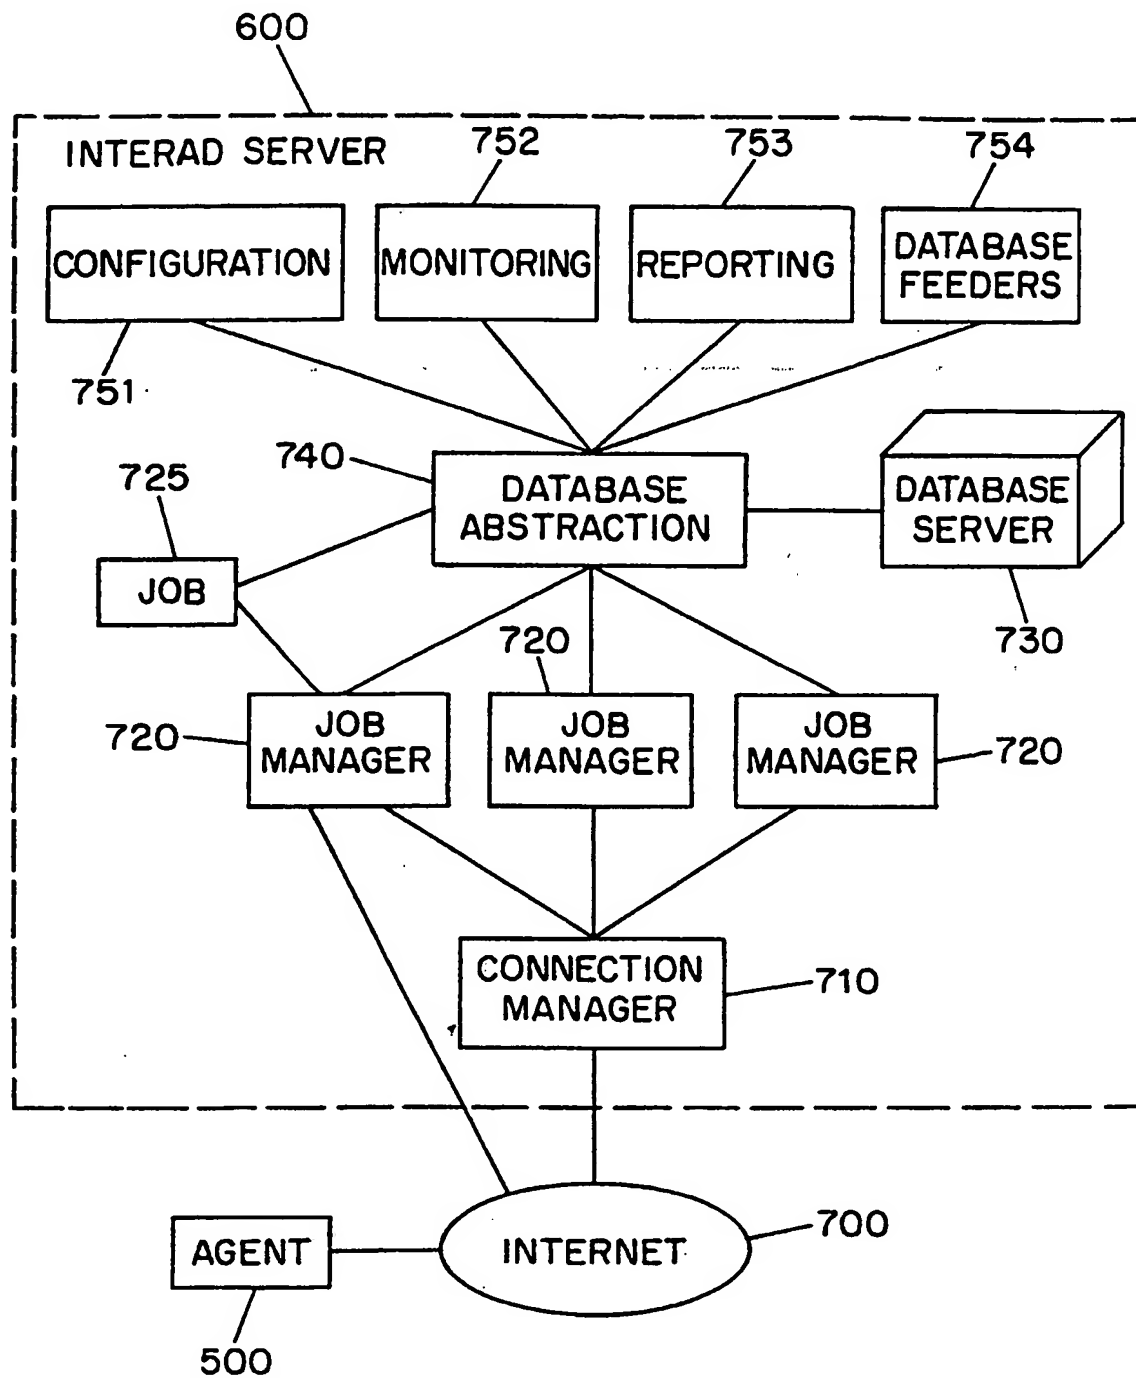 600
INTERAD SERVER
752
753
754
CONFIGURATION
MONITORING
REPORTING
DATABASE
FEEDERS
751
740
DATABASE
ABSTRACTION
DATABASE
SERVER
725
JOB
730
720
720
JOB
MANAGER
JOB
MANAGER
JOB
MANAGER
720
CONNECTION
MANAGER
710
700
AGENT
INTERNET
500